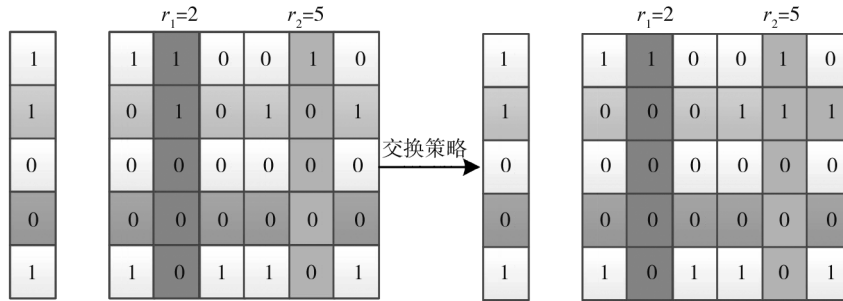 r₁=2 r₂=5 r₁=2 r₂=5
1 1 1 0 0 1 0 1 1 1 0 0 1 0
1 0 1 0 1 0 1 1 0 0 0 1 1 1
0 0 0 0 0 0 0 交换策略 0 0 0 0 0 0 0
0 0 0 0 0 0 0 0 0 0 0 0 0 0
1 1 0 1 1 0 1 1 1 0 1 1 0 1